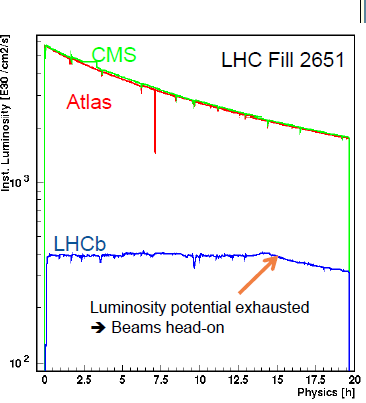 LHC Fill 2651
CMS
Atlas
LHCb
Luminosity potential exhausted
➔ Beams head-on
Inst. Luminosity [E30 /cm2/s]
10³
10²
0 2.5 5 7.5 10 12.5 15 17.5 20
Physics [h]